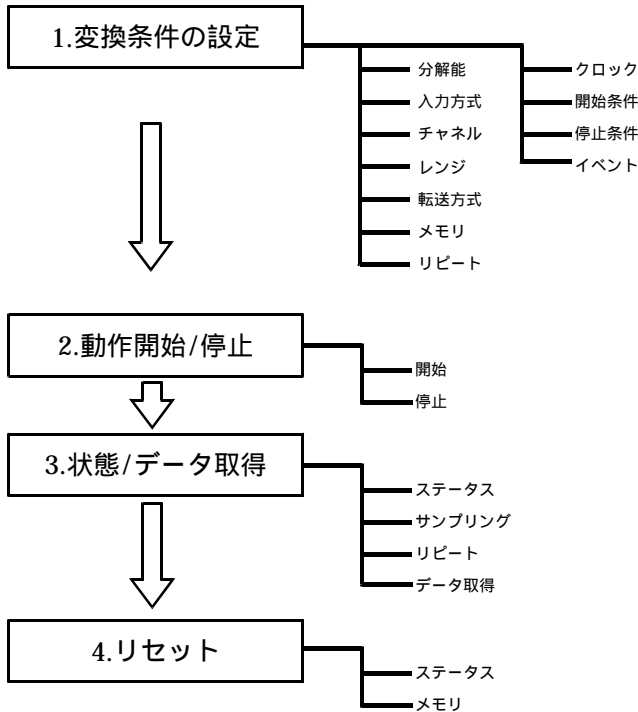 1.変換条件の設定
分解能
入力方式
チャネル
レンジ
転送方式
メモリ
リピート
クロック
開始条件
停止条件
イベント
2.動作開始/停止
開始
停止
3.状態/データ取得
ステータス
サンプリング
リピート
データ取得
4.リセット
ステータス
メモリ